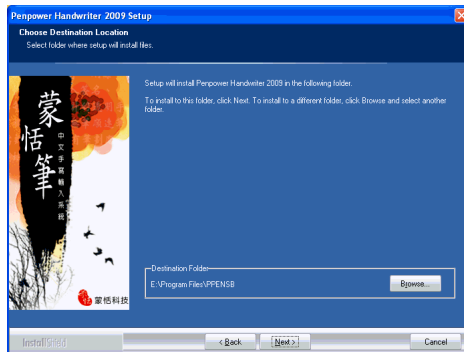 Penpower Handwriter 2009 Setup
Choose Destination Location
Select folder where setup will install files.
Setup will install Penpower Handwriter 2009 in the following folder.
To install to this folder, click Next. To install to a different folder, click Browse and select another
folder.
蒙恬筆
中文手寫輸入系統
蒙恬科技
Destination Folder
E:\Program Files\PPENSB
Browse...
InstallShield
< Back
Next >
Cancel